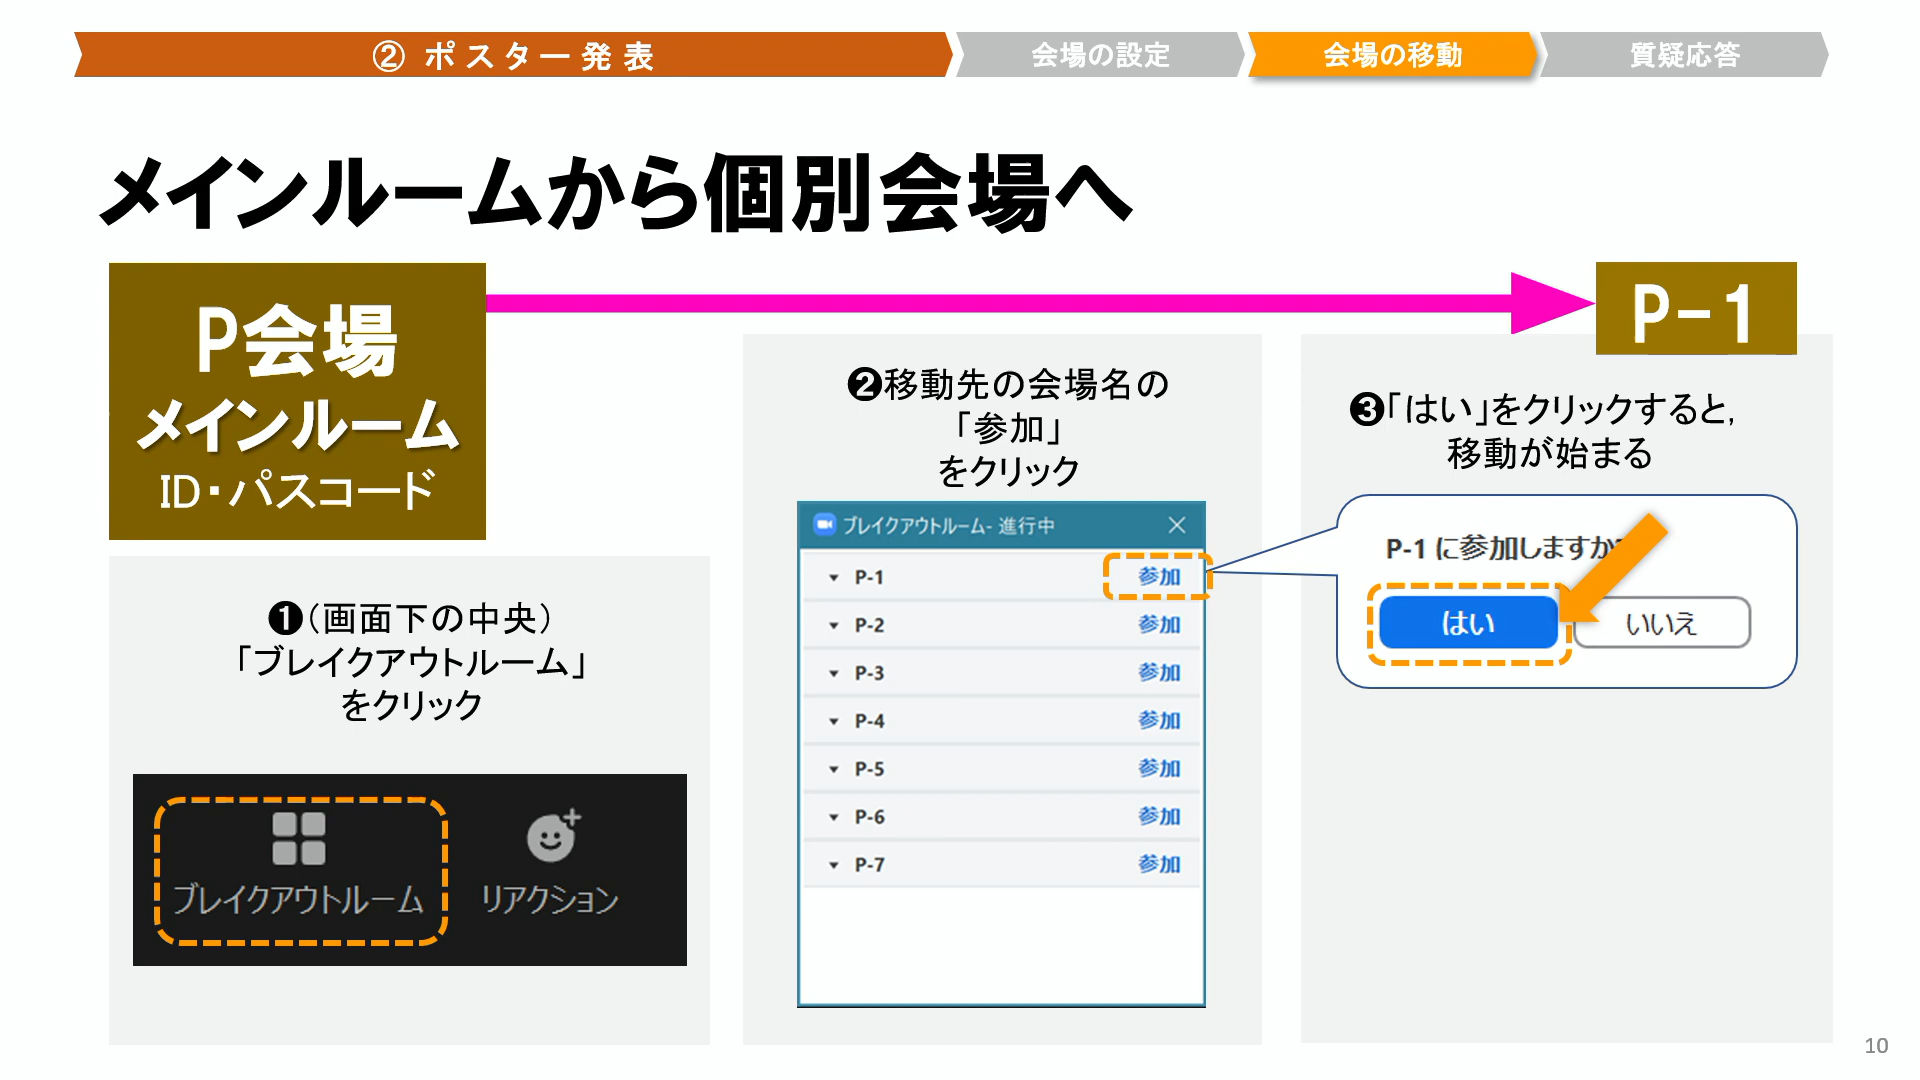 ② ポスター発表
会場の設定
会場の移動
質疑応答
メインルームから個別会場へ
P会場
メインルーム
ID・パスコード
P-1
❶（画面下の中央）
「ブレイクアウトルーム」
をクリック
ブレイクアウトルーム
リアクション
❷移動先の会場名の
「参加」
をクリック
ブレイクアウトルーム- 進行中
P-1 参加
P-2 参加
P-3 参加
P-4 参加
P-5 参加
P-6 参加
P-7 参加
❸「はい」をクリックすると,
移動が始まる
P-1 に参加しますか?
はい
いいえ
10